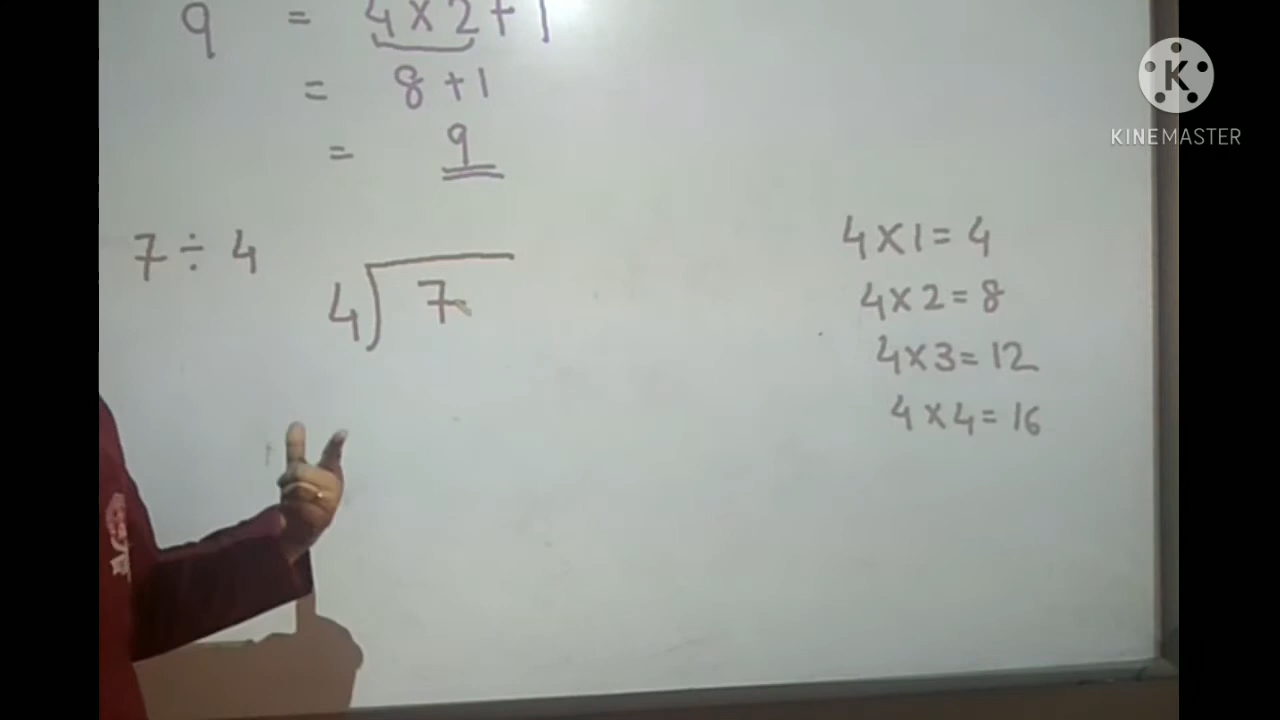 9 = 4 x 2 + 1
= 8 + 1
= 9
7 ÷ 4
4) 7
4 x 1 = 4
4 x 2 = 8
4 x 3 = 12
4 x 4 = 16
K
KINEMASTER